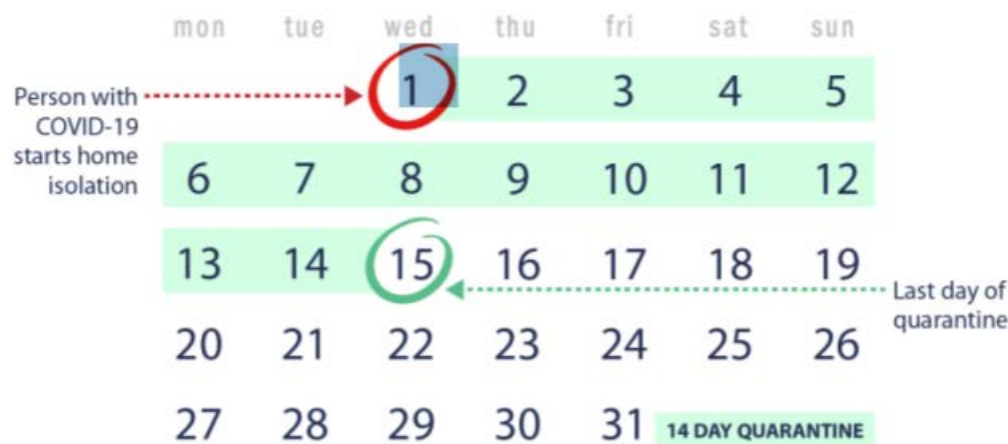 mon tue wed thu fri sat sun
Person with
COVID-19
starts home
isolation
1 2 3 4 5
6 7 8 9 10 11 12
13 14 15 16 17 18 19
Last day of
quarantine
20 21 22 23 24 25 26
27 28 29 30 31 14 DAY QUARANTINE